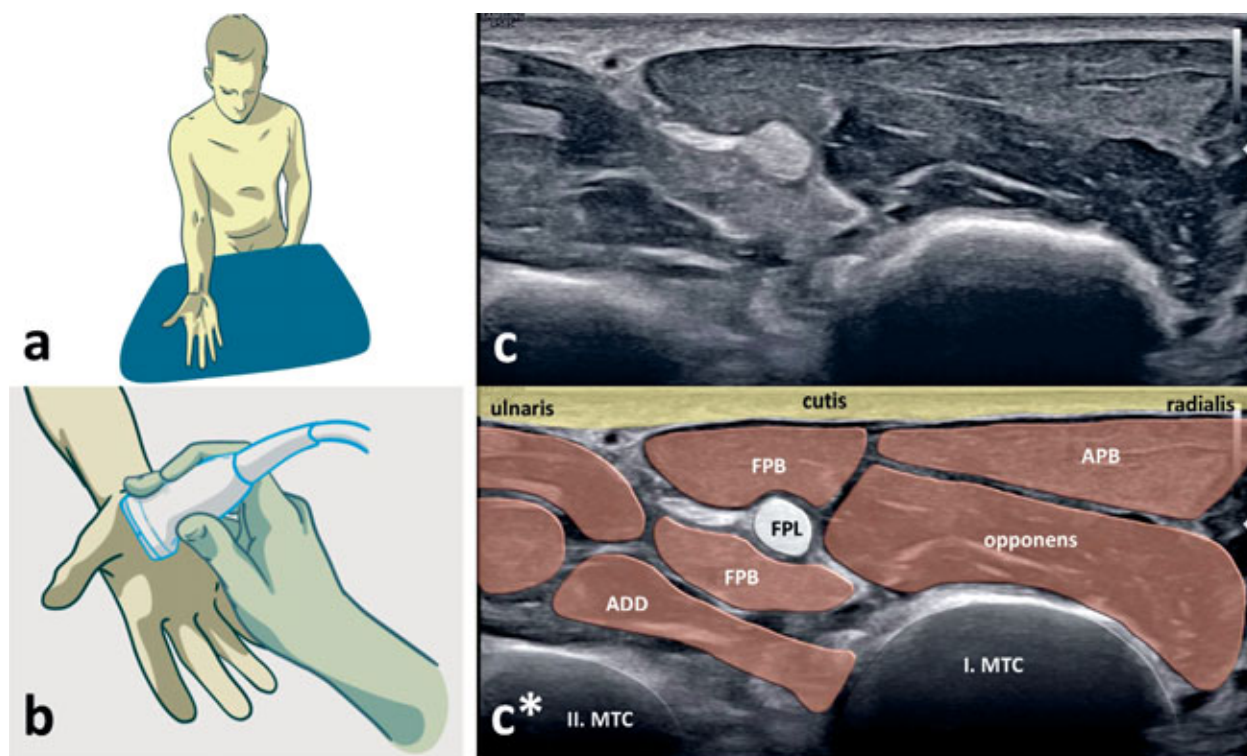 a
b
c
ulnaris
cutis
radialis
FPB
APB
FPL
opponens
FPB
ADD
I. MTC
II. MTC
c*